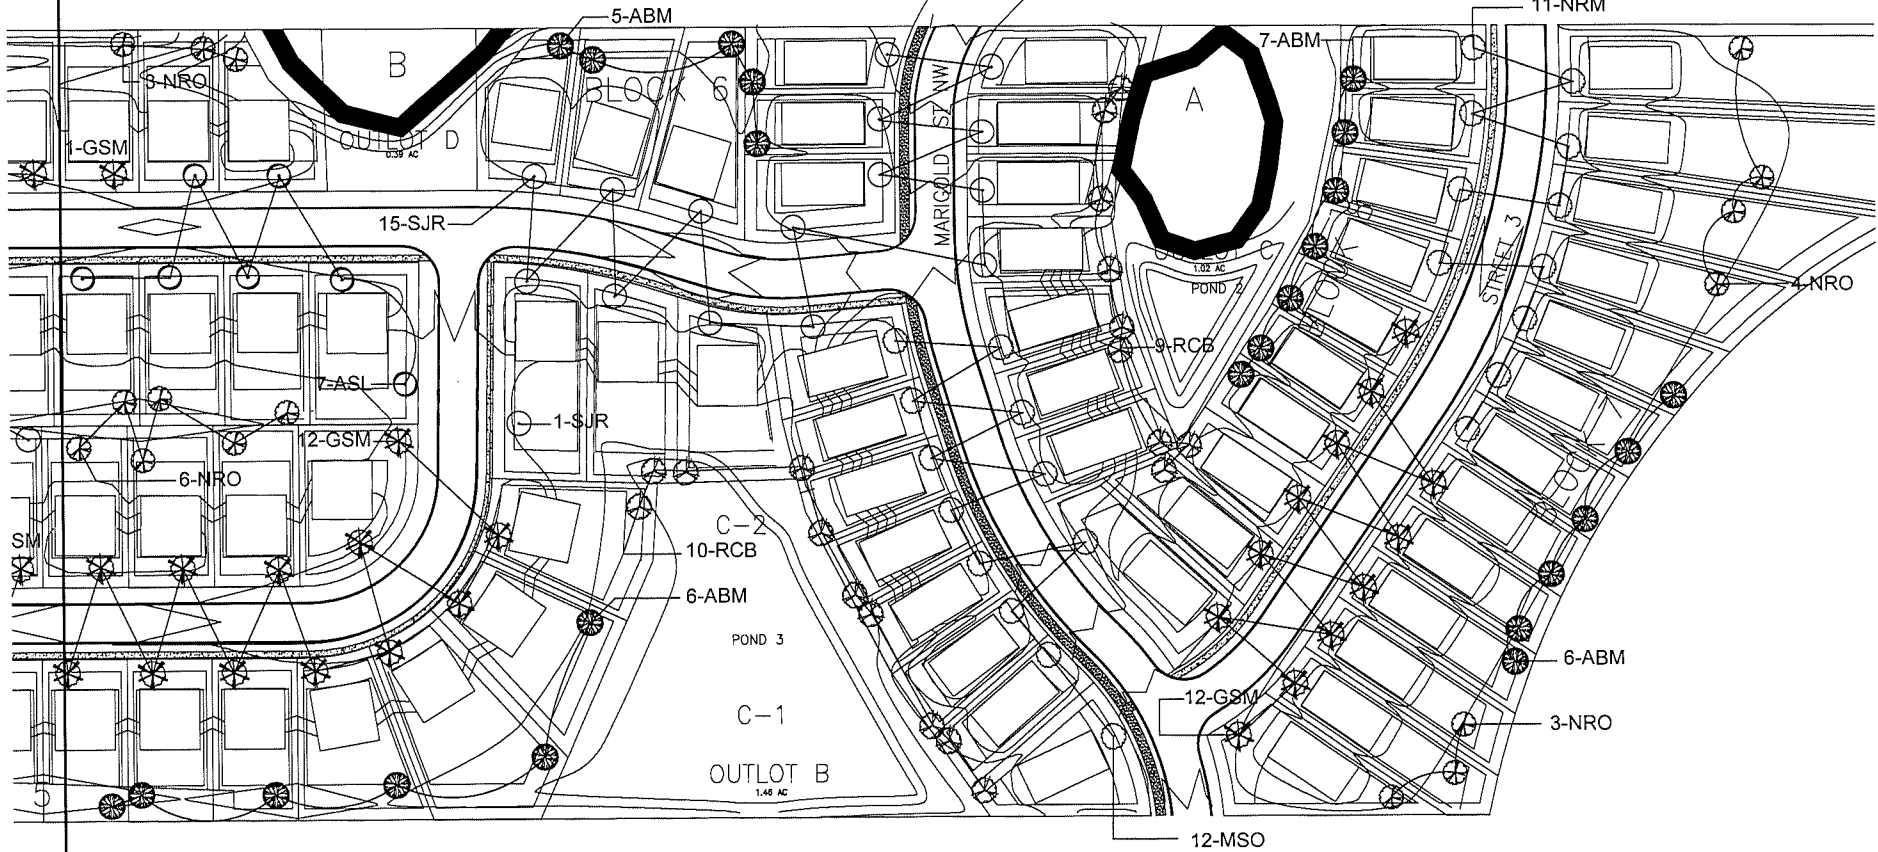 11-NRM
5-ABM
7-ABM
B
3-NRO
BLOCK 6
A
OUTLOT D
0.39 AC
1-GSM
MARIGOLD ST NW
15-SJR
STREET 3
OUTLOT C
1.02 AC
POND 2
4-NRO
9-RCB
7-ASL
1-SJR
12-GSM
6-NRO
C-2
SM
10-RCB
6-ABM
POND 3
6-ABM
12-GSM
C-1
3-NRO
OUTLOT B
1.46 AC
5
12-MSO